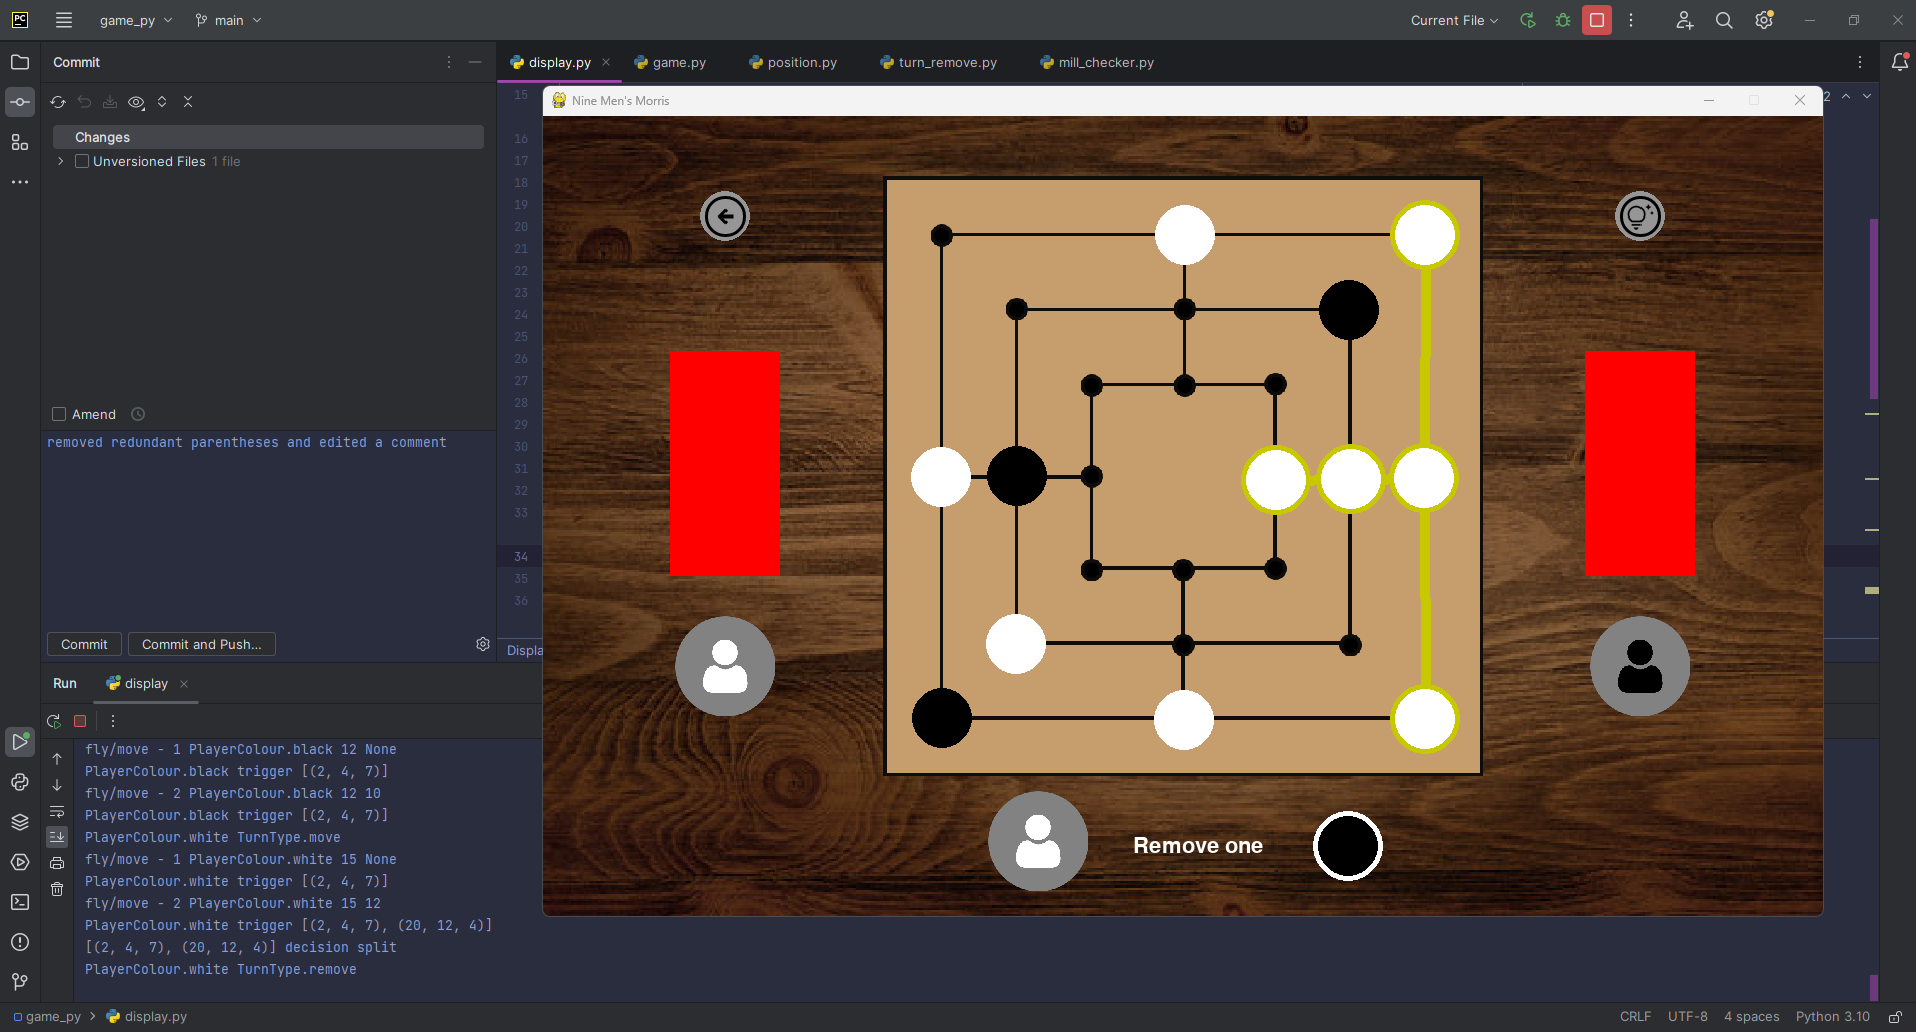 PC
game_py
main
Current File
Commit
display.py
game.py
position.py
turn_remove.py
mill_checker.py
Changes
Unversioned Files 1 file
Amend
removed redundant parentheses and edited a comment
Commit
Commit and Push...
15
16
17
18
19
20
21
22
23
24
25
26
27
28
29
30
31
32
33
34
35
36
2
Displa
Nine Men's Morris
Remove one
Run
display
fly/move - 1 PlayerColour.black 12 None
PlayerColour.black trigger [(2, 4, 7)]
fly/move - 2 PlayerColour.black 12 10
PlayerColour.black trigger [(2, 4, 7)]
PlayerColour.white TurnType.move
fly/move - 1 PlayerColour.white 15 None
PlayerColour.white trigger [(2, 4, 7)]
fly/move - 2 PlayerColour.white 15 12
PlayerColour.white trigger [(2, 4, 7), (20, 12, 4)]
[(2, 4, 7), (20, 12, 4)] decision split
PlayerColour.white TurnType.remove
game_py
display.py
CRLF
UTF-8
4 spaces
Python 3.10